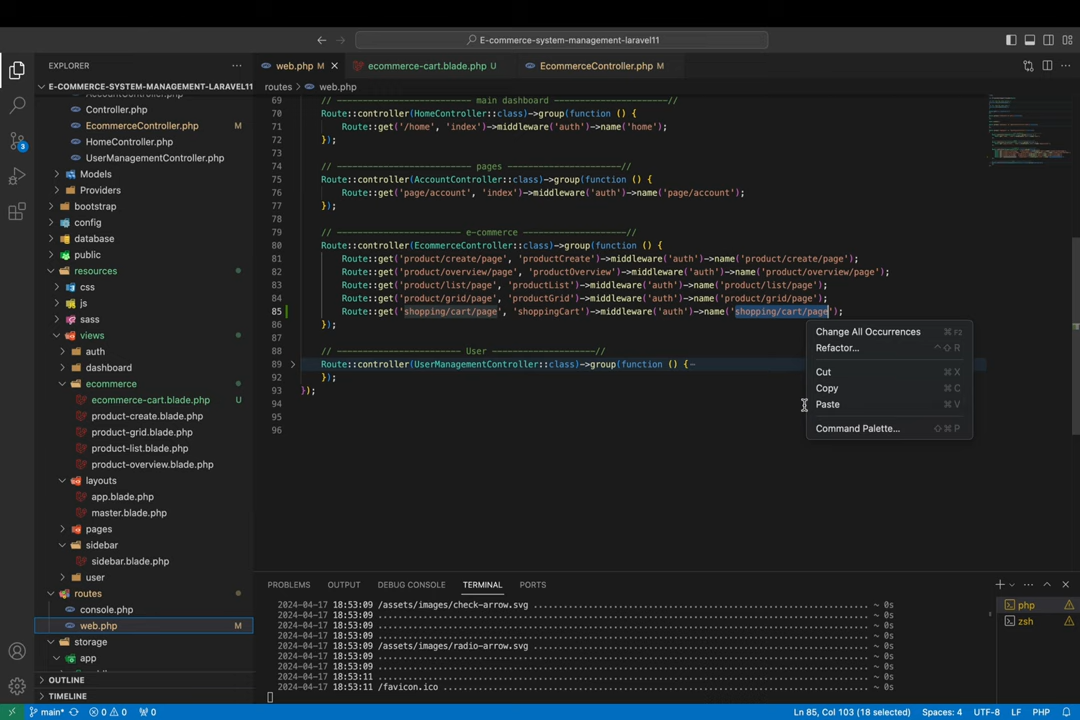 E-commerce-system-management-laravel11
EXPLORER
web.php M
ecommerce-cart.blade.php U
EcommerceController.php M
E-COMMERCE-SYSTEM-MANAGEMENT-LARAVEL11
routes > web.php
Controller.php
EcommerceController.php M
HomeController.php
UserManagementController.php
Models
Providers
bootstrap
config
database
public
resources
css
js
sass
views
auth
dashboard
ecommerce
ecommerce-cart.blade.php U
product-create.blade.php
product-grid.blade.php
product-list.blade.php
product-overview.blade.php
layouts
app.blade.php
master.blade.php
pages
sidebar
sidebar.blade.php
user
routes
console.php
web.php M
storage
app
OUTLINE
TIMELINE
69 // -------------------------- main dashboard ----------------------//
70 Route::controller(HomeController::class)->group(function () {
71 Route::get('/home', 'index')->middleware('auth')->name('home');
72 });
73
74 // -------------------------- pages ----------------------//
75 Route::controller(AccountController::class)->group(function () {
76 Route::get('page/account', 'index')->middleware('auth')->name('page/account');
77 });
78
79 // ------------------------ e-commerce --------------------//
80 Route::controller(EcommerceController::class)->group(function () {
81 Route::get('product/create/page', 'productCreate')->middleware('auth')->name('product/create/page');
82 Route::get('product/overview/page', 'productOverview')->middleware('auth')->name('product/overview/page');
83 Route::get('product/list/page', 'productList')->middleware('auth')->name('product/list/page');
84 Route::get('product/grid/page', 'productGrid')->middleware('auth')->name('product/grid/page');
85 Route::get('shopping/cart/page', 'shoppingCart')->middleware('auth')->name('shopping/cart/page');
86 });
87
88 // ------------------------ User --------------------//
89 Route::controller(UserManagementController::class)->group(function () {
92 });
93 });
94
95
96
Change All Occurrences ⌘F2
Refactor... ⌃⇧R
Cut ⌘X
Copy ⌘C
Paste ⌘V
Command Palette... ⇧⌘P
PROBLEMS OUTPUT DEBUG CONSOLE TERMINAL PORTS
2024-04-17 18:53:09 /assets/images/check-arrow.svg ~ 0s
2024-04-17 18:53:09 ~ 0s
2024-04-17 18:53:09 ~ 0s
2024-04-17 18:53:09 /assets/images/radio-arrow.svg ~ 0s
2024-04-17 18:53:09 ~ 0s
2024-04-17 18:53:11 ~ 0s
2024-04-17 18:53:11 /favicon.ico ~ 0s
php
zsh
3
main* 0 0 0
Ln 85, Col 103 (18 selected) Spaces: 4 UTF-8 LF PHP